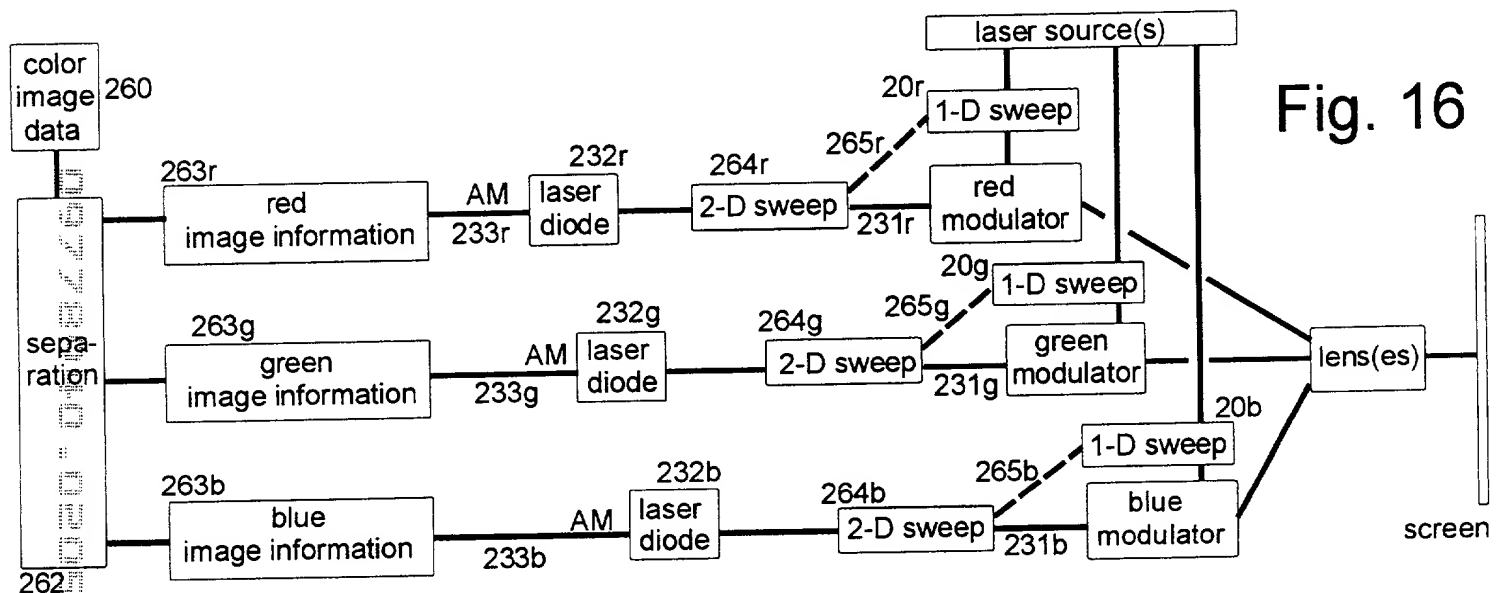 laser source(s)
color
image
data
260
20r
1-D sweep
Fig. 16
265r
263r
232r
264r
red
image information
AM
233r
laser
diode
2-D sweep
231r
red
modulator
20g
1-D sweep
265g
263g
232g
264g
sepa-
ration
green
image information
AM
233g
laser
diode
2-D sweep
231g
green
modulator
lens(es)
20b
1-D sweep
265b
263b
232b
264b
blue
image information
AM
233b
laser
diode
2-D sweep
231b
blue
modulator
screen
262